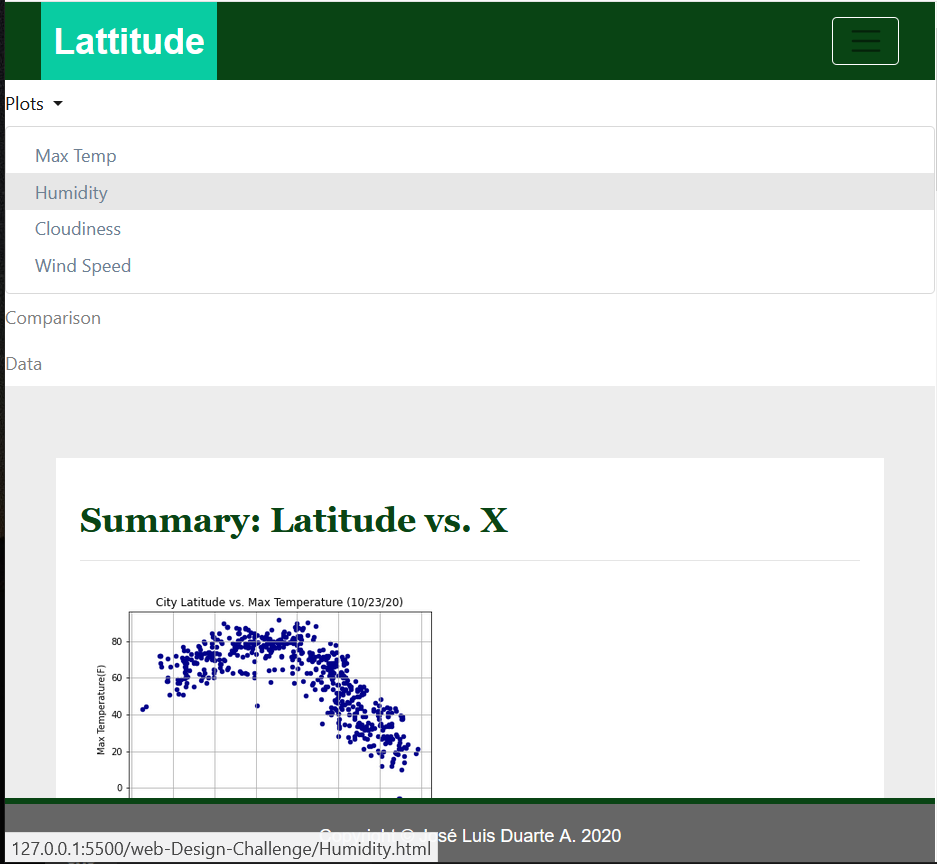 Lattitude
Plots
Max Temp
Humidity
Cloudiness
Wind Speed
Comparison
Data
Summary: Latitude vs. X
City Latitude vs. Max Temperature (10/23/20)
Max Temperature(F)
80
60
40
20
0
Copyright © José Luis Duarte A. 2020
127.0.0.1:5500/web-Design-Challenge/Humidity.html